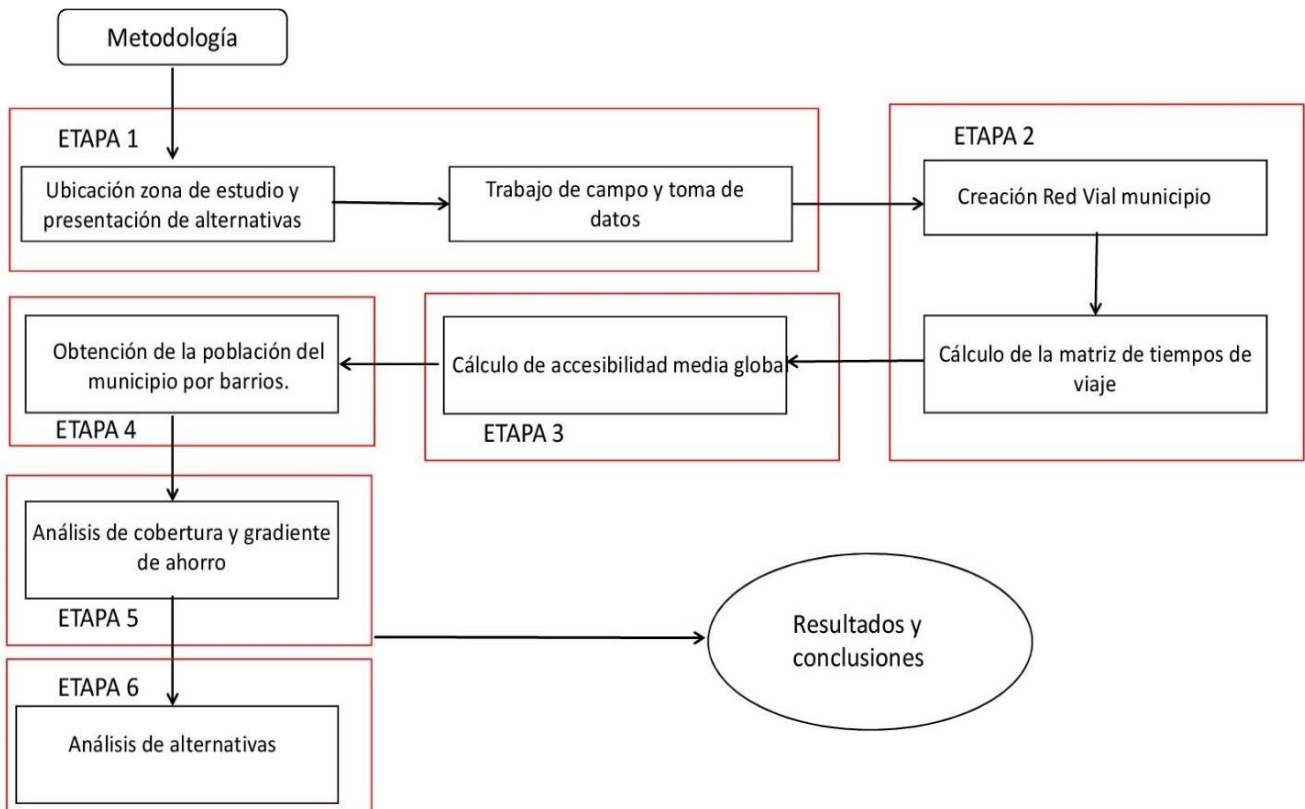 Metodología
ETAPA 1
Ubicación zona de estudio y
presentación de alternativas
Trabajo de campo y toma de
datos
ETAPA 2
Creación Red Vial municipio
Cálculo de la matriz de tiempos de
viaje
Cálculo de accesibilidad media global
ETAPA 3
Obtención de la población del
municipio por barrios.
ETAPA 4
Análisis de cobertura y gradiente
de ahorro
ETAPA 5
Resultados y
conclusiones
ETAPA 6
Análisis de alternativas